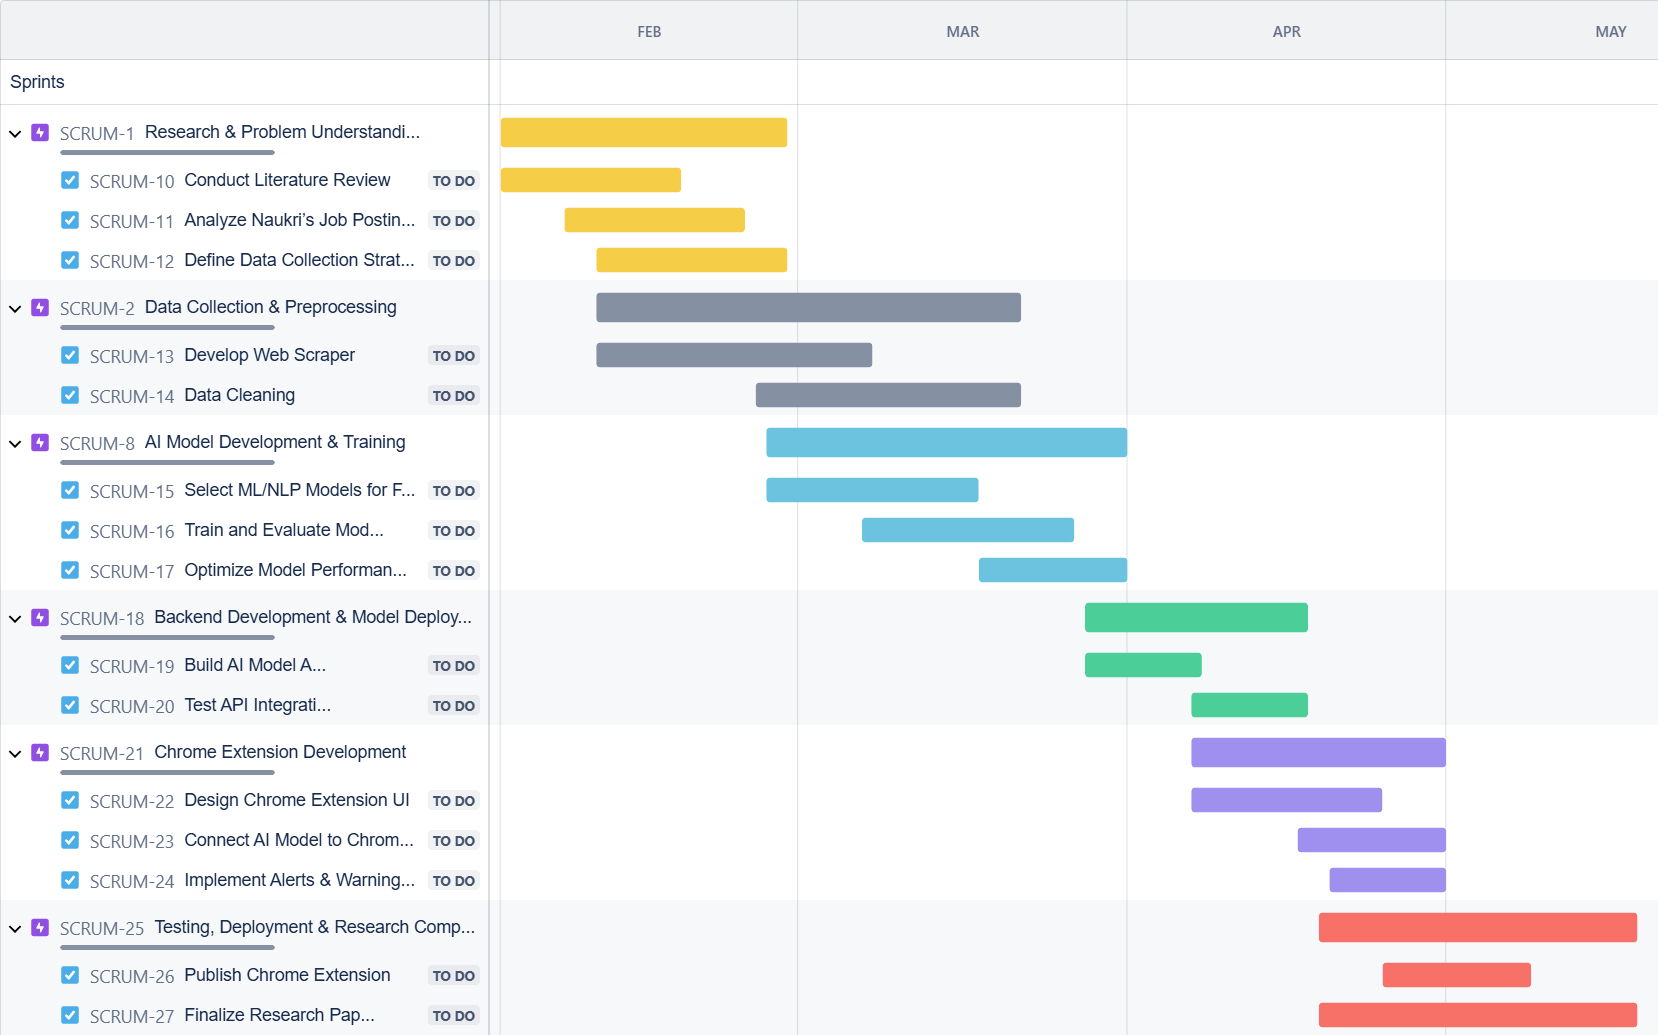 FEB MAR APR MAY
Sprints
SCRUM-1 Research & Problem Understandi...
SCRUM-10 Conduct Literature Review TO DO
SCRUM-11 Analyze Naukri’s Job Postin... TO DO
SCRUM-12 Define Data Collection Strat... TO DO
SCRUM-2 Data Collection & Preprocessing
SCRUM-13 Develop Web Scraper TO DO
SCRUM-14 Data Cleaning TO DO
SCRUM-8 AI Model Development & Training
SCRUM-15 Select ML/NLP Models for F... TO DO
SCRUM-16 Train and Evaluate Mod... TO DO
SCRUM-17 Optimize Model Performan... TO DO
SCRUM-18 Backend Development & Model Deploy...
SCRUM-19 Build AI Model A... TO DO
SCRUM-20 Test API Integrati... TO DO
SCRUM-21 Chrome Extension Development
SCRUM-22 Design Chrome Extension UI TO DO
SCRUM-23 Connect AI Model to Chrom... TO DO
SCRUM-24 Implement Alerts & Warning... TO DO
SCRUM-25 Testing, Deployment & Research Comp...
SCRUM-26 Publish Chrome Extension TO DO
SCRUM-27 Finalize Research Pap... TO DO